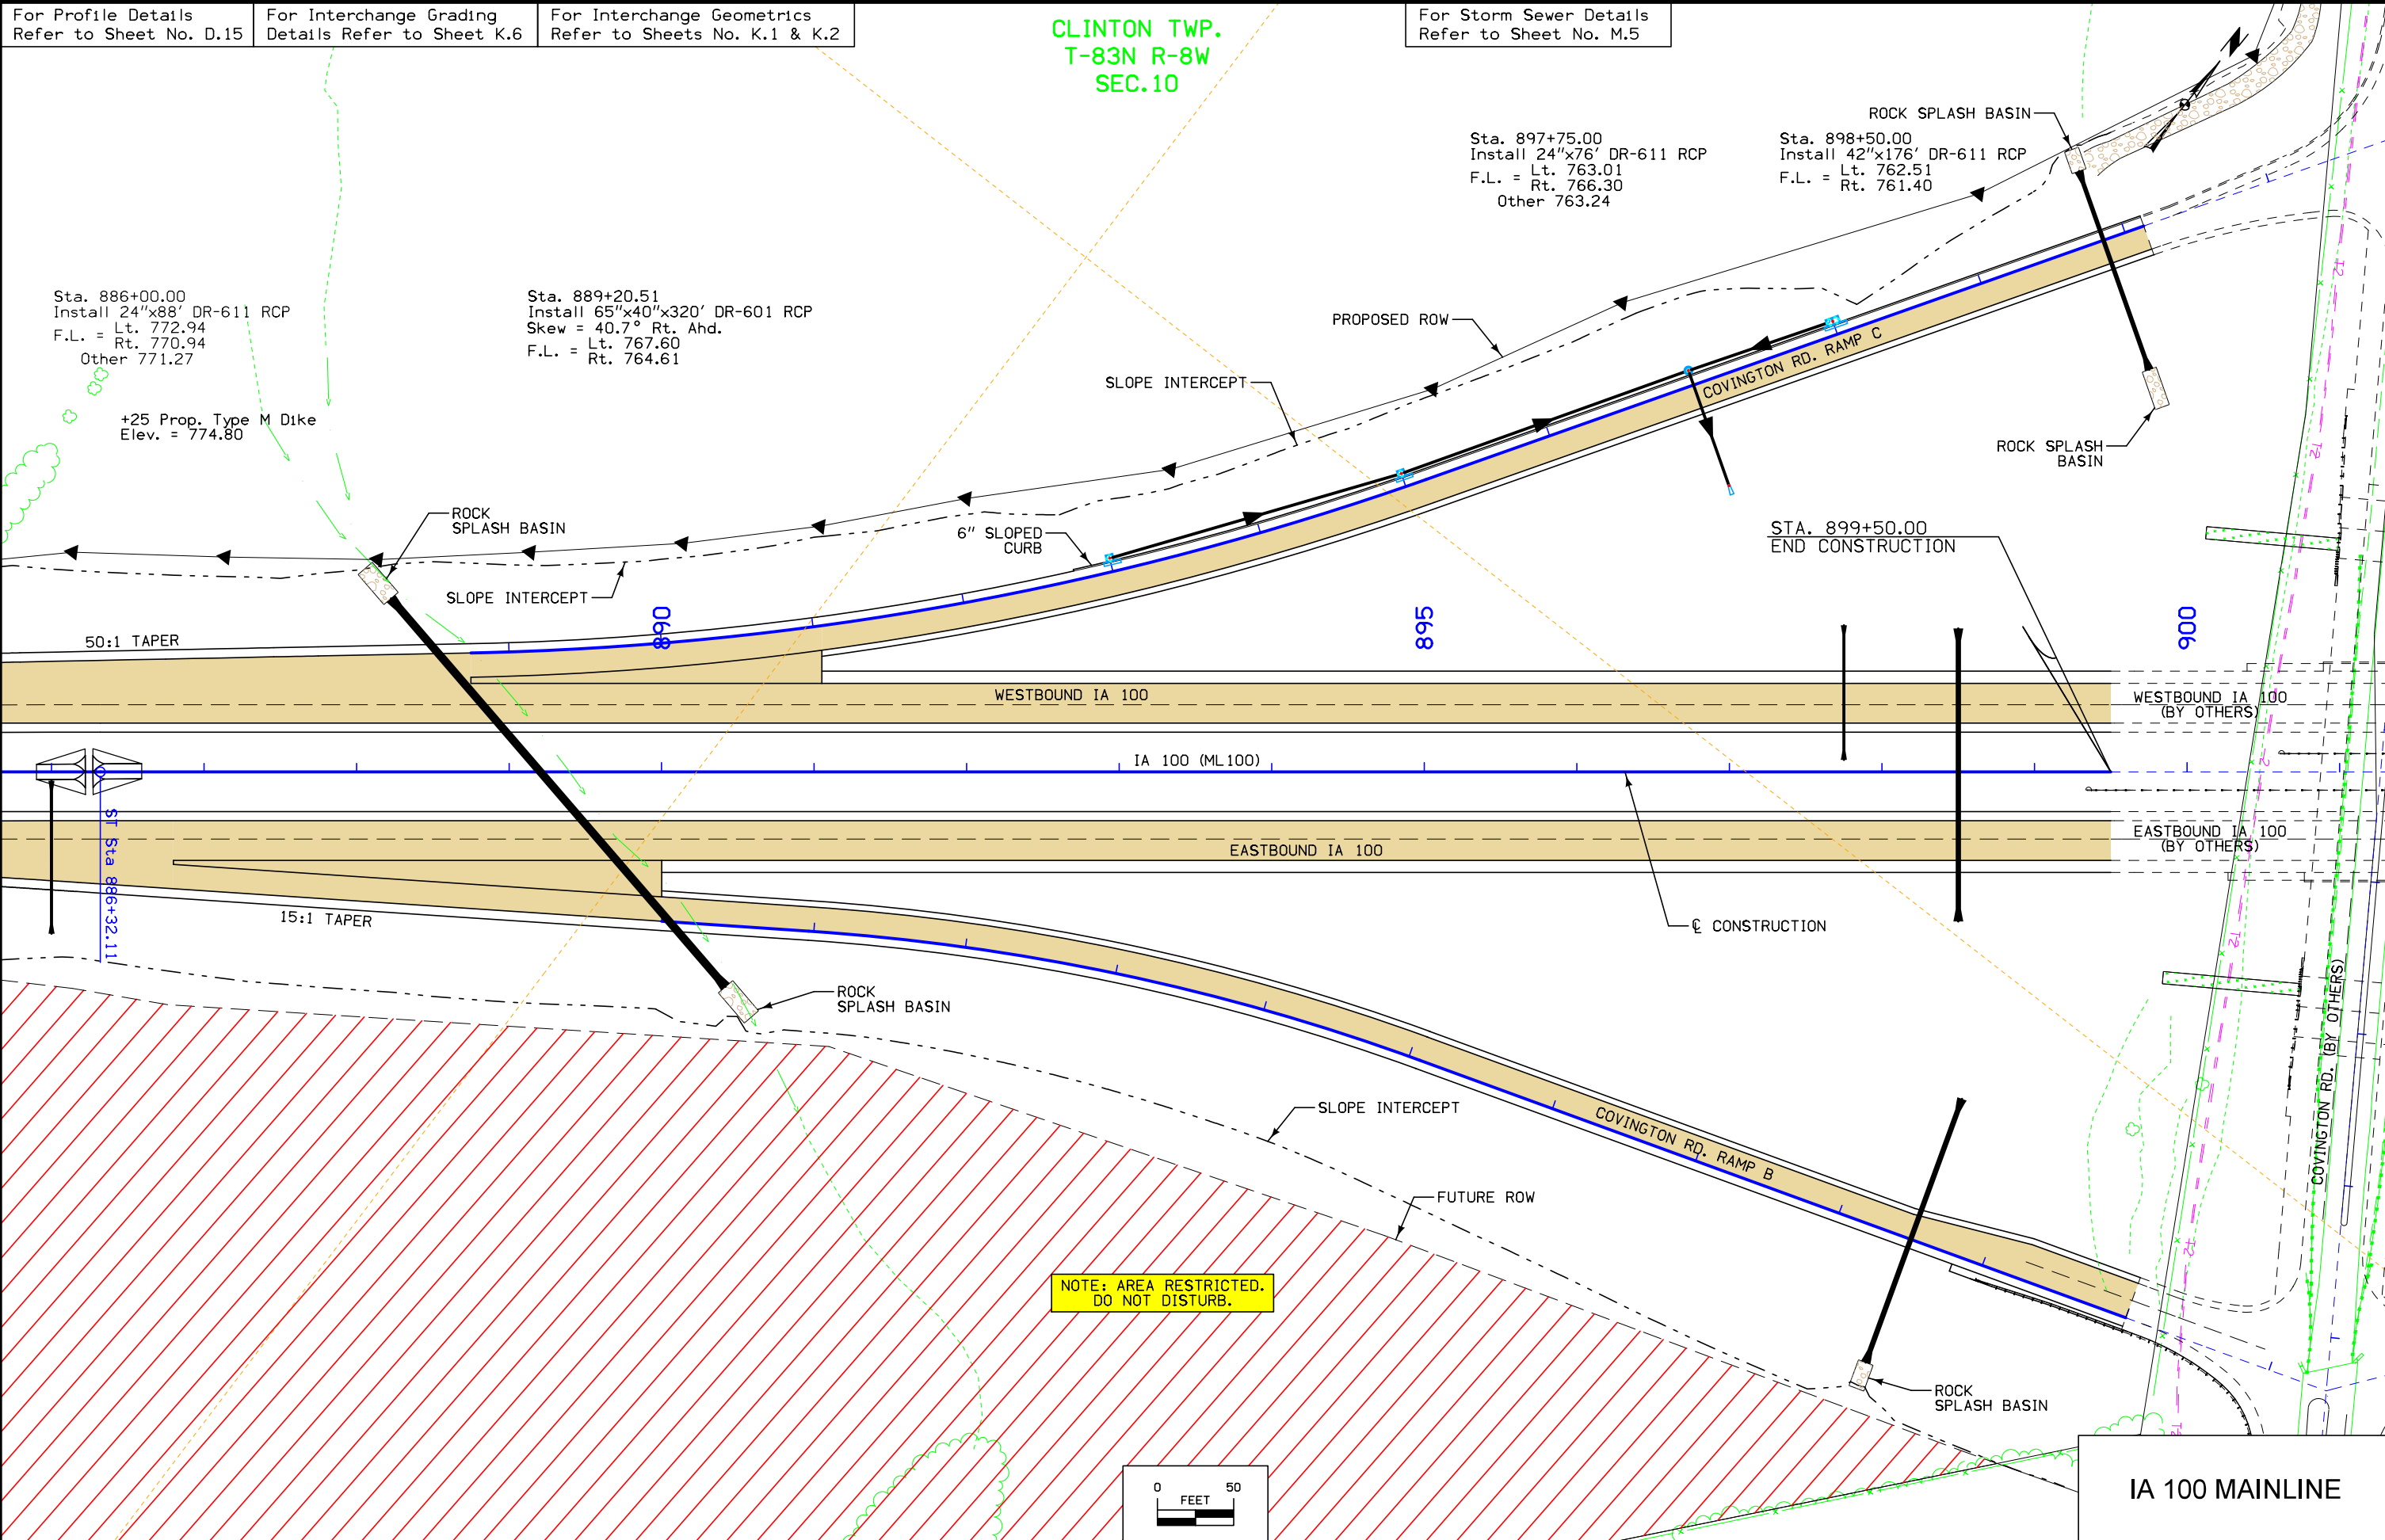 For Profile Details
Refer to Sheet No. D.15
For Interchange Grading
Details Refer to Sheet K.6
For Interchange Geometrics
Refer to Sheets No. K.1 & K.2
CLINTON TWP.
T-83N R-8W
SEC.10
For Storm Sewer Details
Refer to Sheet No. M.5
N
ROCK SPLASH BASIN
Sta. 897+75.00
Install 24"x76' DR-611 RCP
F.L. = Lt. 763.01
Rt. 766.30
Other 763.24
Sta. 898+50.00
Install 42"x176' DR-611 RCP
F.L. = Lt. 762.51
Rt. 761.40
Sta. 886+00.00
Install 24"x88' DR-611 RCP
F.L. = Lt. 772.94
Rt. 770.94
Other 771.27
Sta. 889+20.51
Install 65"x40"x320' DR-601 RCP
Skew = 40.7° Rt. Ahd.
F.L. = Lt. 767.60
Rt. 764.61
+25 Prop. Type M Dike
Elev. = 774.80
PROPOSED ROW
SLOPE INTERCEPT
COVINGTON RD. RAMP C
ROCK SPLASH
BASIN
ROCK
SPLASH BASIN
6" SLOPED
CURB
STA. 899+50.00
END CONSTRUCTION
SLOPE INTERCEPT
50:1 TAPER
890
895
900
WESTBOUND IA 100
WESTBOUND IA 100
(BY OTHERS)
IA 100 (ML100)
ST Sta 886+32.11
EASTBOUND IA 100
EASTBOUND IA 100
(BY OTHERS)
15:1 TAPER
℄ CONSTRUCTION
ROCK
SPLASH BASIN
SLOPE INTERCEPT
COVINGTON RD. RAMP B
COVINGTON RD. (BY OTHERS)
FUTURE ROW
NOTE: AREA RESTRICTED.
DO NOT DISTURB.
ROCK
SPLASH BASIN
T2
T2
T2
T2
T2
T2
0 50
FEET
IA 100 MAINLINE